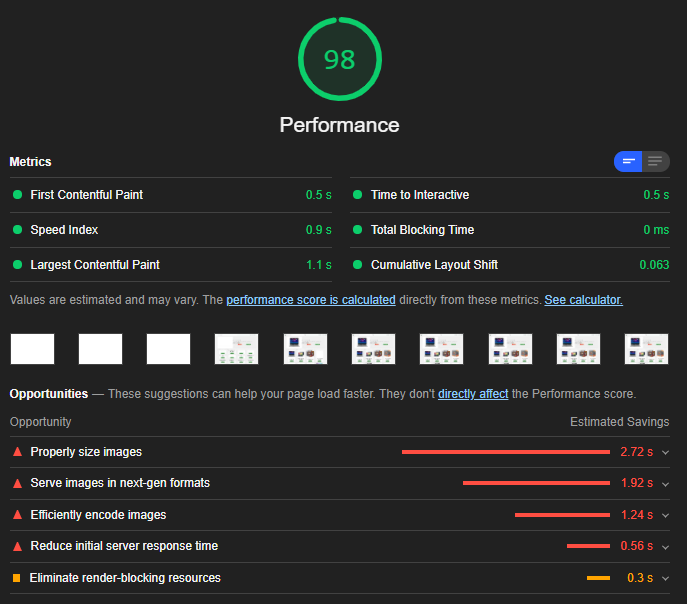 98
Performance
Metrics
First Contentful Paint 0.5 s
Time to Interactive 0.5 s
Speed Index 0.9 s
Total Blocking Time 0 ms
Largest Contentful Paint 1.1 s
Cumulative Layout Shift 0.063
Values are estimated and may vary. The performance score is calculated directly from these metrics. See calculator.
Opportunities — These suggestions can help your page load faster. They don't directly affect the Performance score.
Opportunity Estimated Savings
Properly size images 2.72 s
Serve images in next-gen formats 1.92 s
Efficiently encode images 1.24 s
Reduce initial server response time 0.56 s
Eliminate render-blocking resources 0.3 s